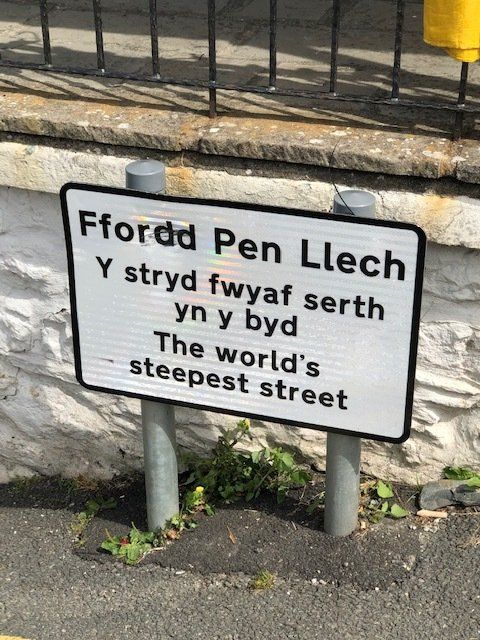 Ffordd Pen Llech
Y stryd fwyaf serth
yn y byd
The world's
steepest street